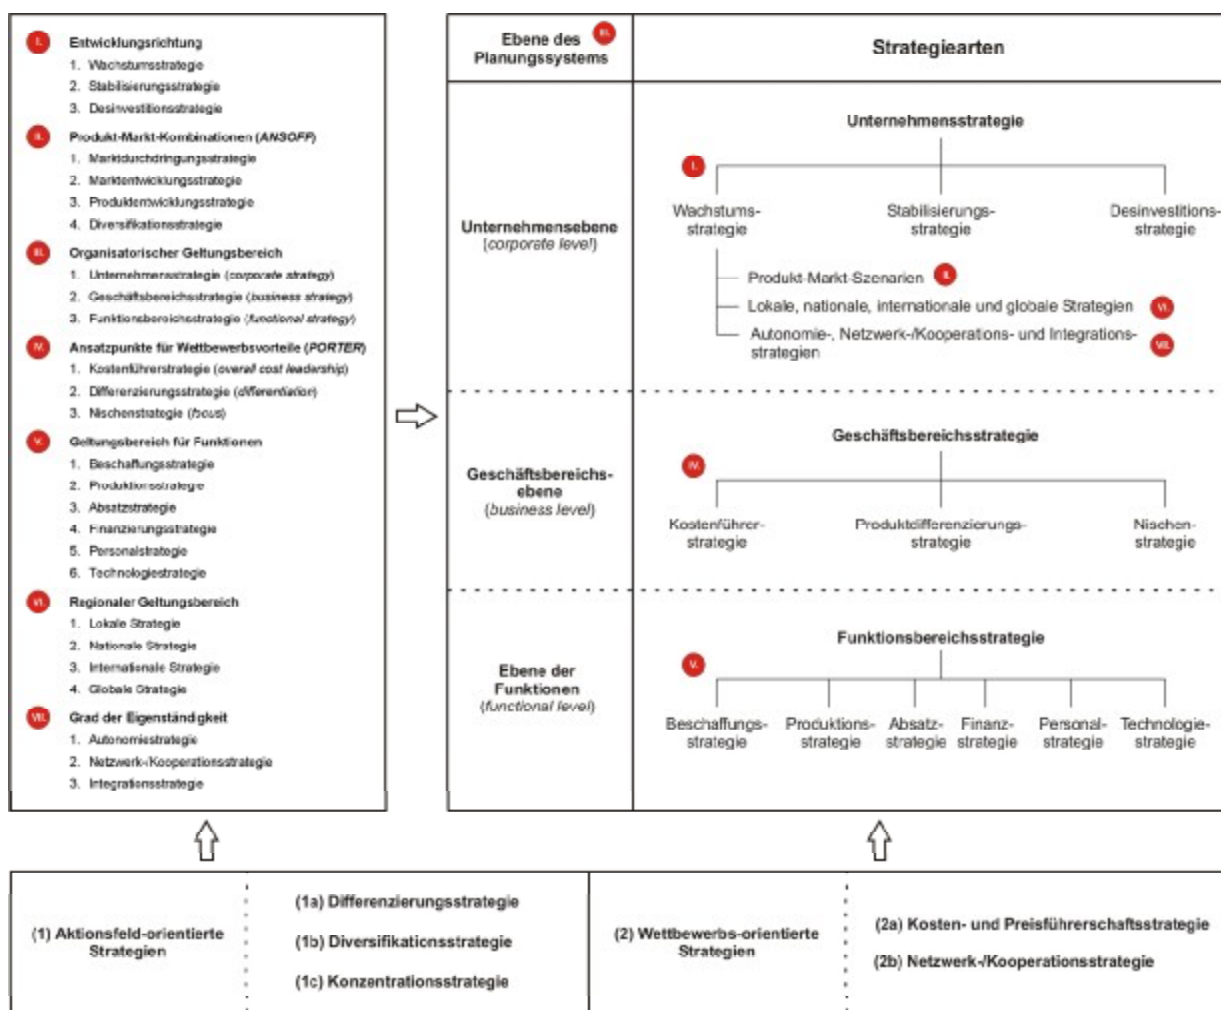 I. Entwicklungsrichtung
1. Wachstumsstrategie
2. Stabilisierungsstrategie
3. Desinvestitionsstrategie
II. Produkt-Markt-Kombinationen (ANSOFF)
1. Marktdurchdringungsstrategie
2. Marktentwicklungsstrategie
3. Produktentwicklungsstrategie
4. Diversifikationsstrategie
III. Organisatorischer Geltungsbereich
1. Unternehmensstrategie (corporate strategy)
2. Geschäftsbereichsstrategie (business strategy)
3. Funktionsbereichsstrategie (functional strategy)
IV. Ansatzpunkte für Wettbewerbsvorteile (PORTER)
1. Kostenführerstrategie (overall cost leadership)
2. Differenzierungsstrategie (differentiation)
3. Nischenstrategie (focus)
V. Geltungsbereich für Funktionen
1. Beschaffungsstrategie
2. Produktionsstrategie
3. Absatzstrategie
4. Finanzierungsstrategie
5. Personalstrategie
6. Technologiestrategie
VI. Regionaler Geltungsbereich
1. Lokale Strategie
2. Nationale Strategie
3. Internationale Strategie
4. Globale Strategie
VII. Grad der Eigenständigkeit
1. Autonomiestrategie
2. Netzwerk-/Kooperationsstrategie
3. Integrationsstrategie
Ebene des III.
Planungssystems
Strategiearten
Unternehmensebene
(corporate level)
Unternehmensstrategie
I.
Wachstums-
strategie
Stabilisierungs-
strategie
Desinvestitions-
strategie
Produkt-Markt-Szenarien II.
Lokale, nationale, internationale und globale Strategien VI.
Autonomie-, Netzwerk-/Kooperations- und Integrations-
strategien VII.
Geschäftsbereichs-
ebene
(business level)
Geschäftsbereichsstrategie
IV.
Kostenführer-
strategie
Produktdifferenzierungs-
strategie
Nischen-
strategie
Ebene der
Funktionen
(functional level)
Funktionsbereichsstrategie
V.
Beschaffungs-
strategie
Produktions-
strategie
Absatz-
strategie
Finanz-
strategie
Personal-
strategie
Technologie-
strategie
(1) Aktionsfeld-orientierte
Strategien
(1a) Differenzierungsstrategie
(1b) Diversifikationsstrategie
(1c) Konzentrationsstrategie
(2) Wettbewerbs-orientierte
Strategien
(2a) Kosten- und Preisführerschaftsstrategie
(2b) Netzwerk-/Kooperationsstrategie